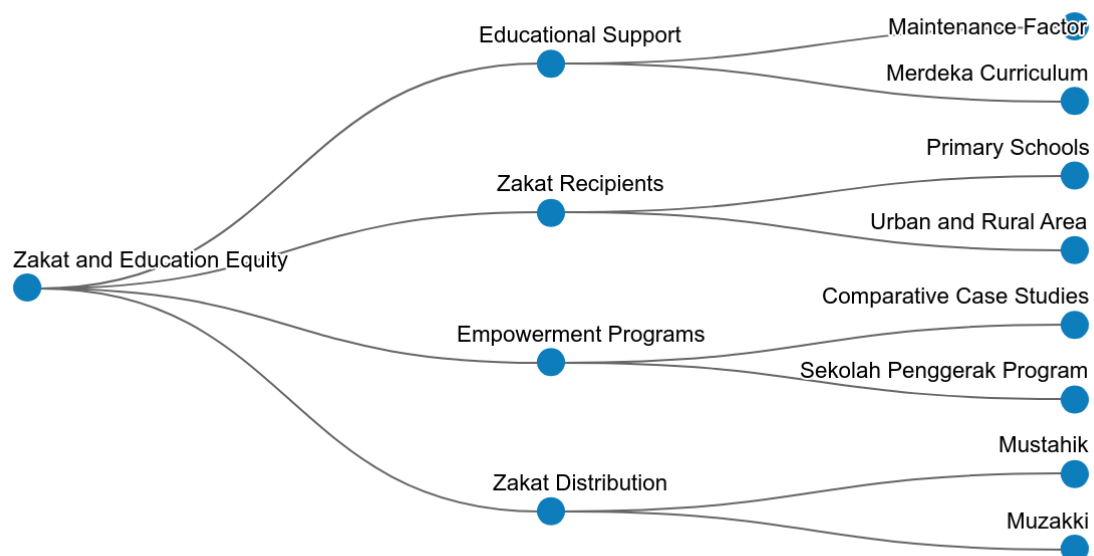 Zakat and Education Equity
Educational Support
Maintenance Factor
Merdeka Curriculum
Zakat Recipients
Primary Schools
Urban and Rural Area
Empowerment Programs
Comparative Case Studies
Sekolah Penggerak Program
Zakat Distribution
Mustahik
Muzakki